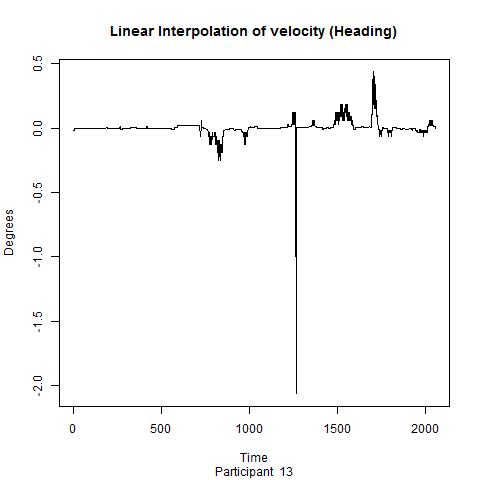 Linear Interpolation of velocity (Heading)
0.5
0.0
-0.5
-1.0
-1.5
-2.0
Degrees
0 500 1000 1500 2000
Time
Participant 13